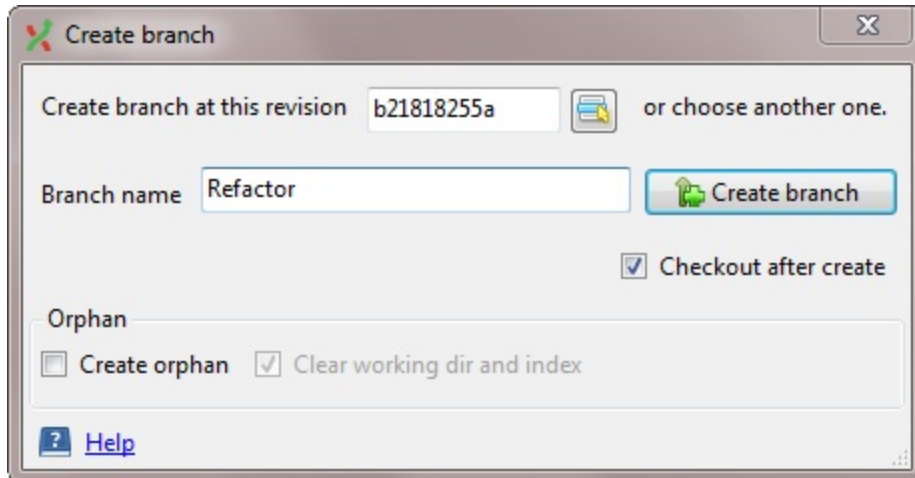 Create branch
Create branch at this revision b21818255a or choose another one.
Branch name Refactor Create branch
Checkout after create
Orphan
Create orphan Clear working dir and index
? Help